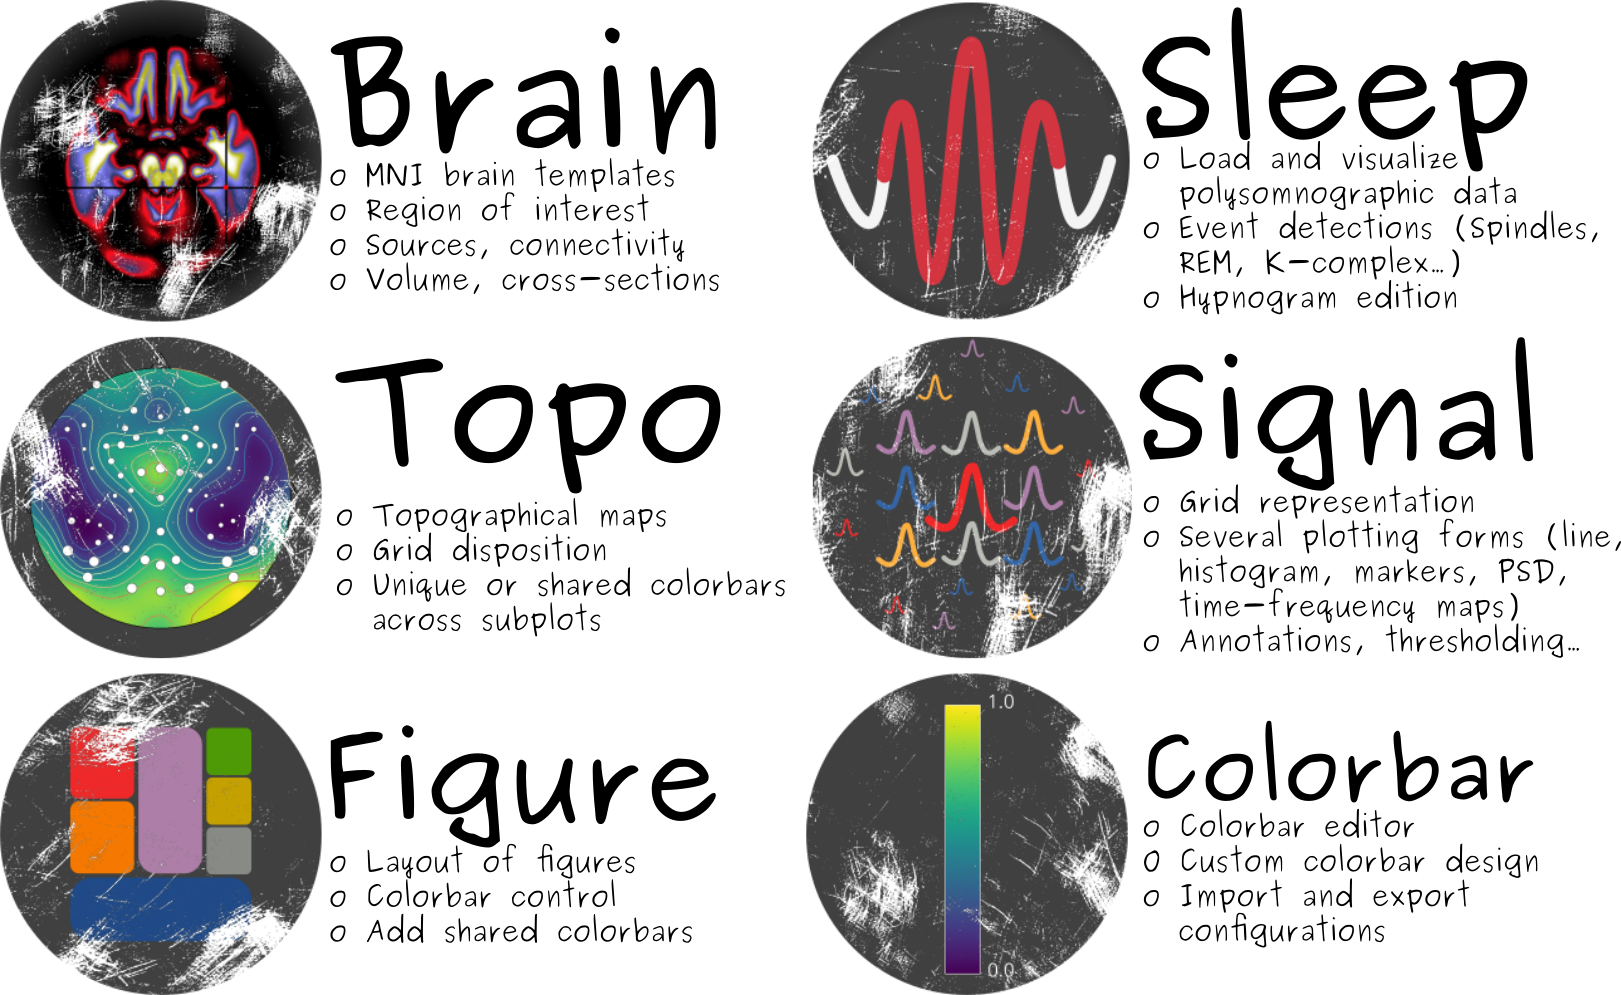 Brain
o MNI brain templates
o Region of interest
o Sources, connectivity
o Volume, cross-sections
Sleep
o Load and visualize
polysomnographic data
o Event detections (Spindles,
REM, K-complex...)
o Hypnogram edition
Topo
o Topographical maps
o Grid disposition
o Unique or shared colorbars
across subplots
Signal
o Grid representation
o Several plotting forms (line,
histogram, markers, PSD,
time-frequency maps)
o Annotations, thresholding...
Figure
o Layout of figures
o Colorbar control
o Add shared colorbars
1.0
0.0
Colorbar
o Colorbar editor
o Custom colorbar design
o Import and export
configurations